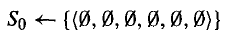 S₀ ← {⟨Ø, Ø, Ø, Ø, Ø, Ø⟩}